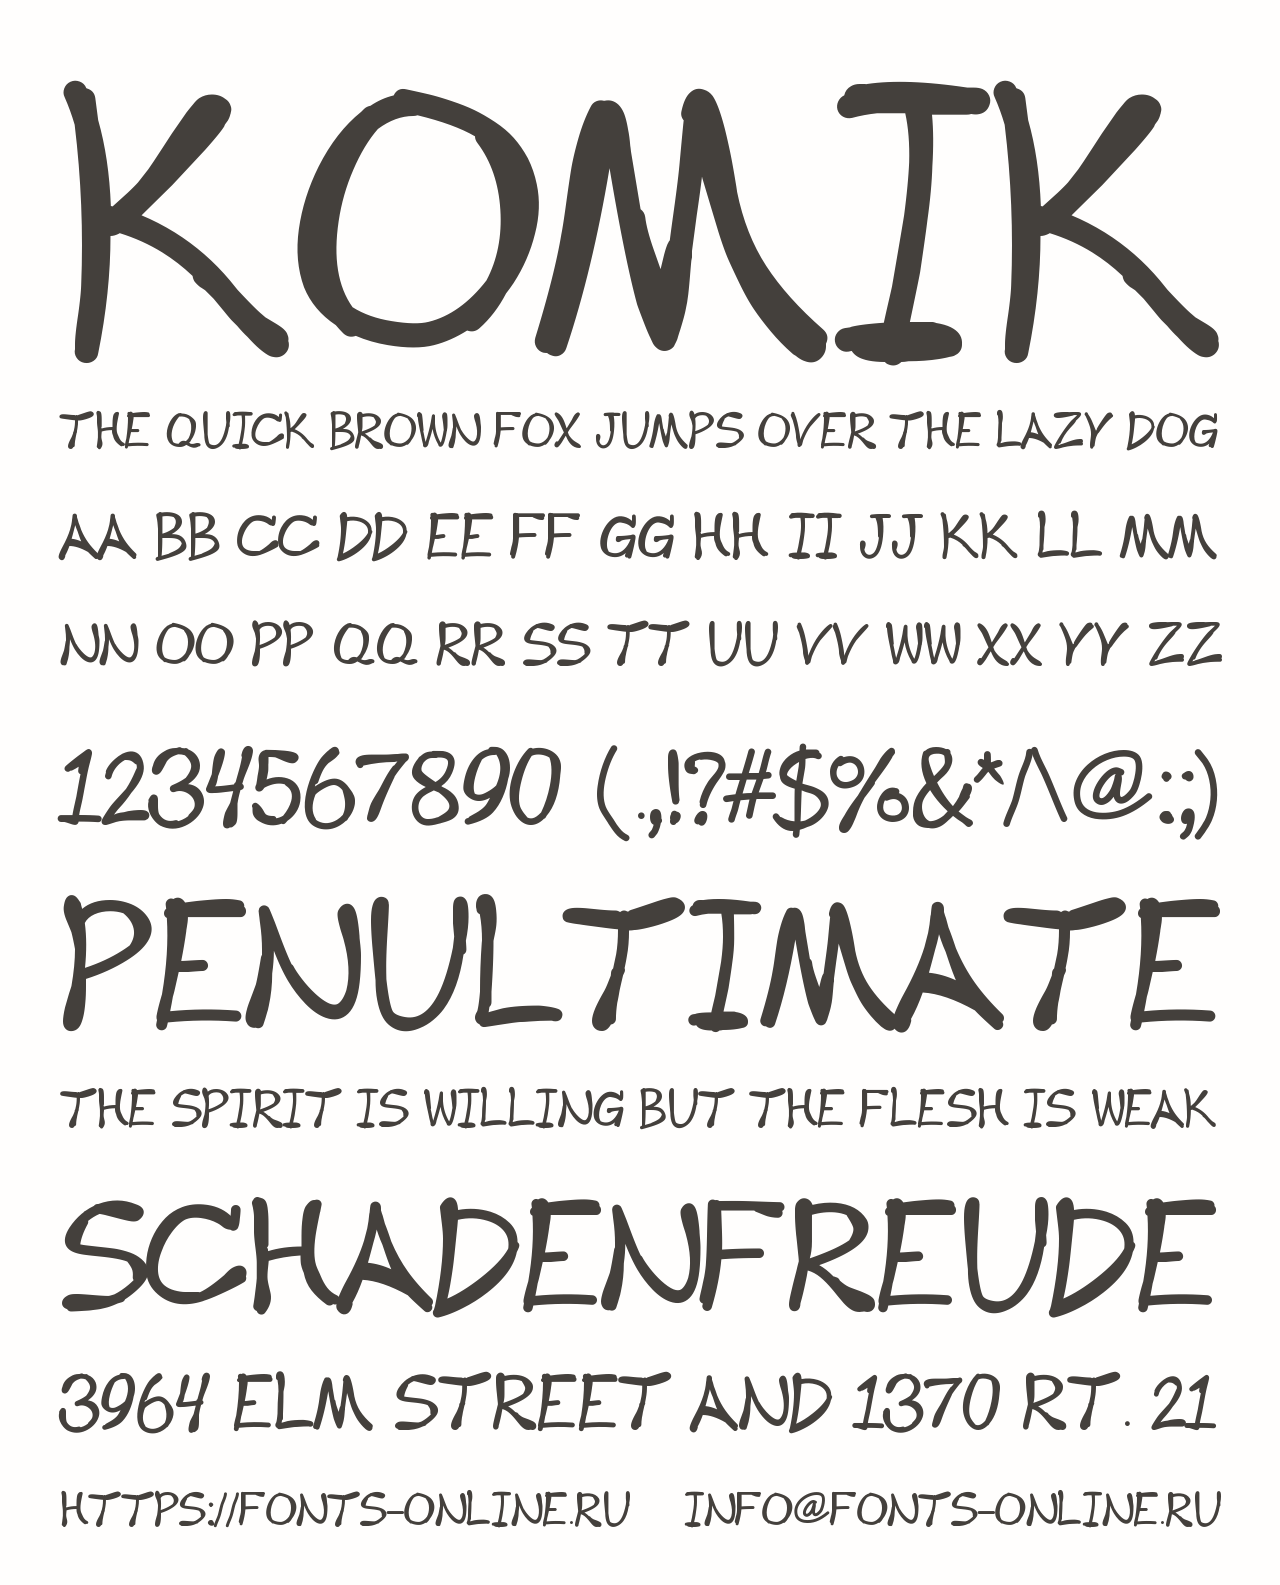 KOMIK
THE QUICK BROWN FOX JUMPS OVER THE LAZY DOG
AA BB CC DD EE FF GG HH II JJ KK LL MM
NN OO PP QQ RR SS TT UU VV WW XX YY ZZ
1234567890 (.,!?#$%&*/\@:;)
PENULTIMATE
THE SPIRIT IS WILLING BUT THE FLESH IS WEAK
SCHADENFREUDE
3964 ELM STREET AND 1370 RT. 21
HTTPS://FONTS-ONLINE.RU INFO@FONTS-ONLINE.RU